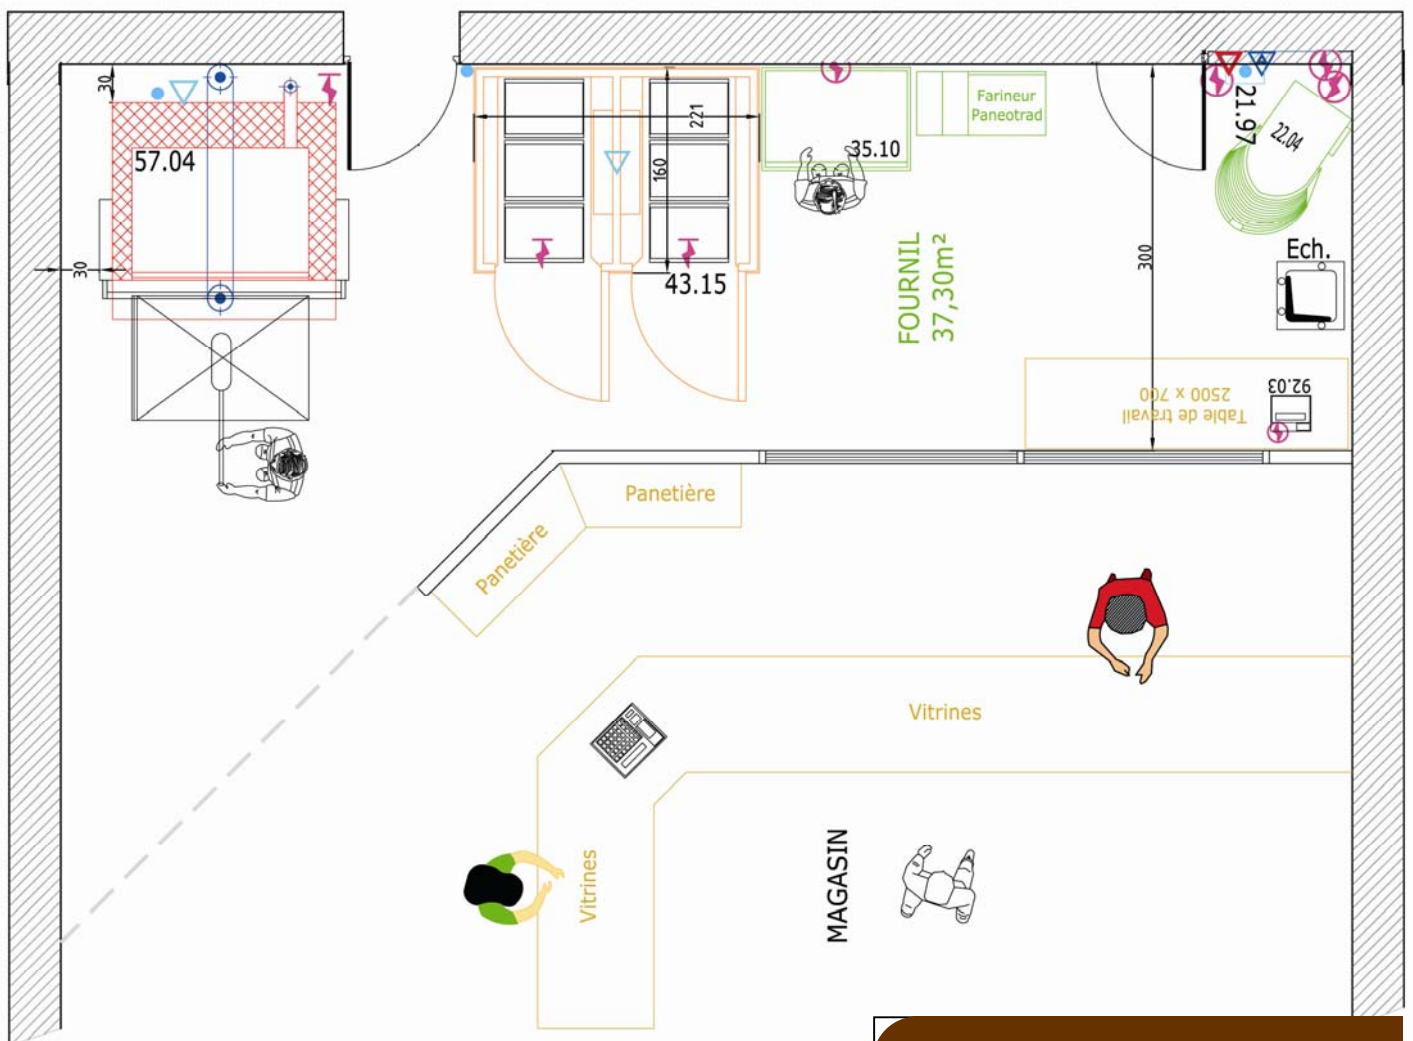 30
57.04
30
221
160
43.15
35.10
Farineur
Paneotrad
FOURNIL
37,30m²
300
21.97
22.04
Ech.
92.03
Table de travail
2500 x 700
Panetière
Panetière
Vitrines
Vitrines
MAGASIN